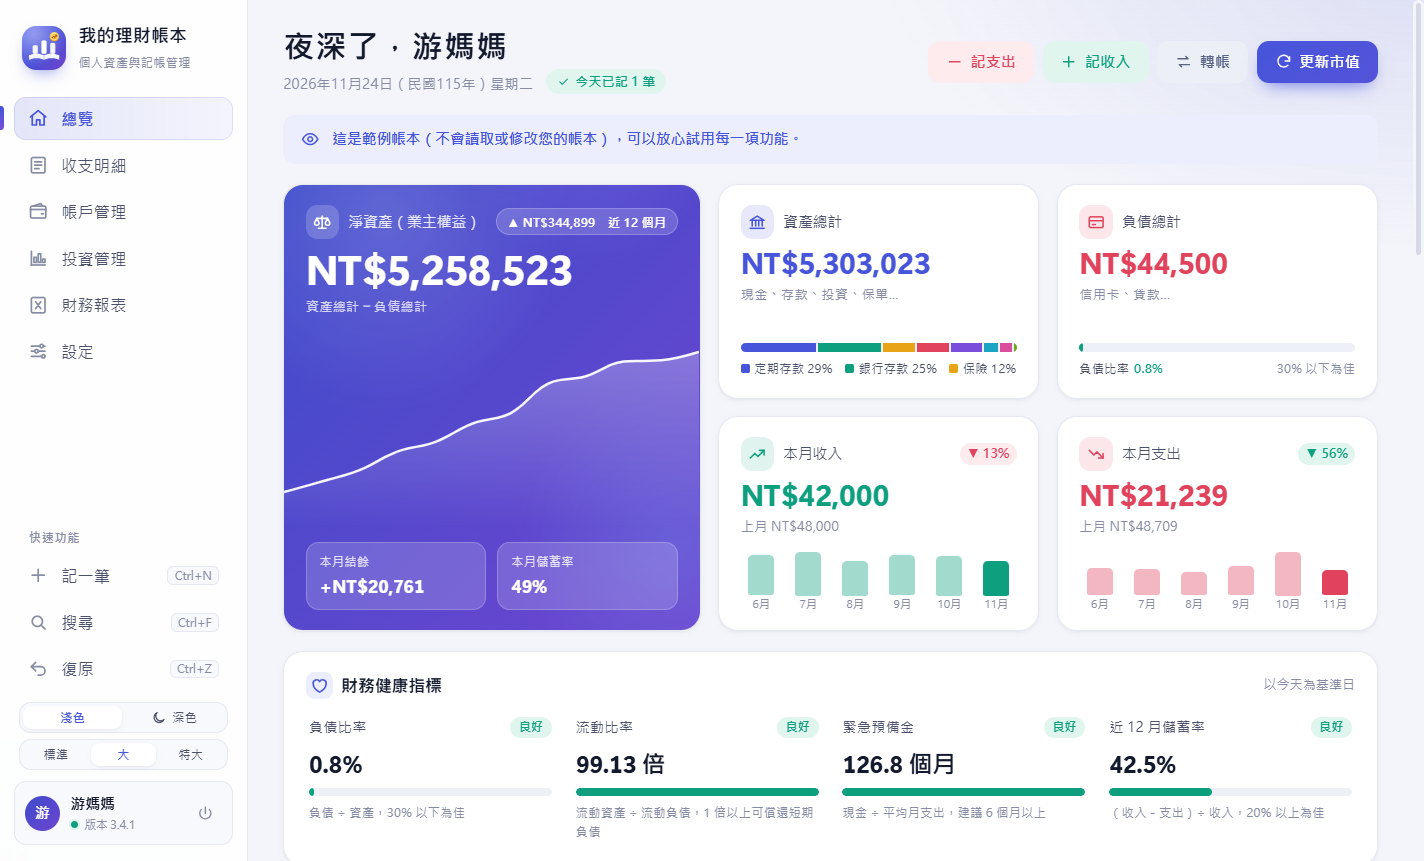 我的理財帳本
個人資產與記帳管理
總覽
收支明細
帳戶管理
投資管理
財務報表
設定
快速功能
記一筆 Ctrl+N
搜尋 Ctrl+F
復原 Ctrl+Z
淺色 深色
標準 大 特大
游 游媽媽
版本 3.4.1
夜深了，游媽媽
2026年11月24日（民國115年）星期二 今天已記 1 筆
記支出 記收入 轉帳 更新市值
這是範例帳本（不會讀取或修改您的帳本），可以放心試用每一項功能。
淨資產（業主權益） ▲ NT$344,899 近 12 個月
NT$5,258,523
資產總計 − 負債總計
本月結餘
+NT$20,761
本月儲蓄率
49%
資產總計
NT$5,303,023
現金、存款、投資、保單…
定期存款 29% 銀行存款 25% 保險 12%
負債總計
NT$44,500
信用卡、貸款…
負債比率 0.8% 30% 以下為佳
本月收入 ▼ 13%
NT$42,000
上月 NT$48,000
6月 7月 8月 9月 10月 11月
本月支出 ▼ 56%
NT$21,239
上月 NT$48,709
6月 7月 8月 9月 10月 11月
財務健康指標 以今天為基準日
負債比率 良好
0.8%
負債 ÷ 資產，30% 以下為佳
流動比率 良好
99.13 倍
流動資產 ÷ 流動負債，1 倍以上可償還短期
負債
緊急預備金 良好
126.8 個月
現金 ÷ 平均月支出，建議 6 個月以上
近 12 月儲蓄率 良好
42.5%
（收入 − 支出）÷ 收入，20% 以上為佳